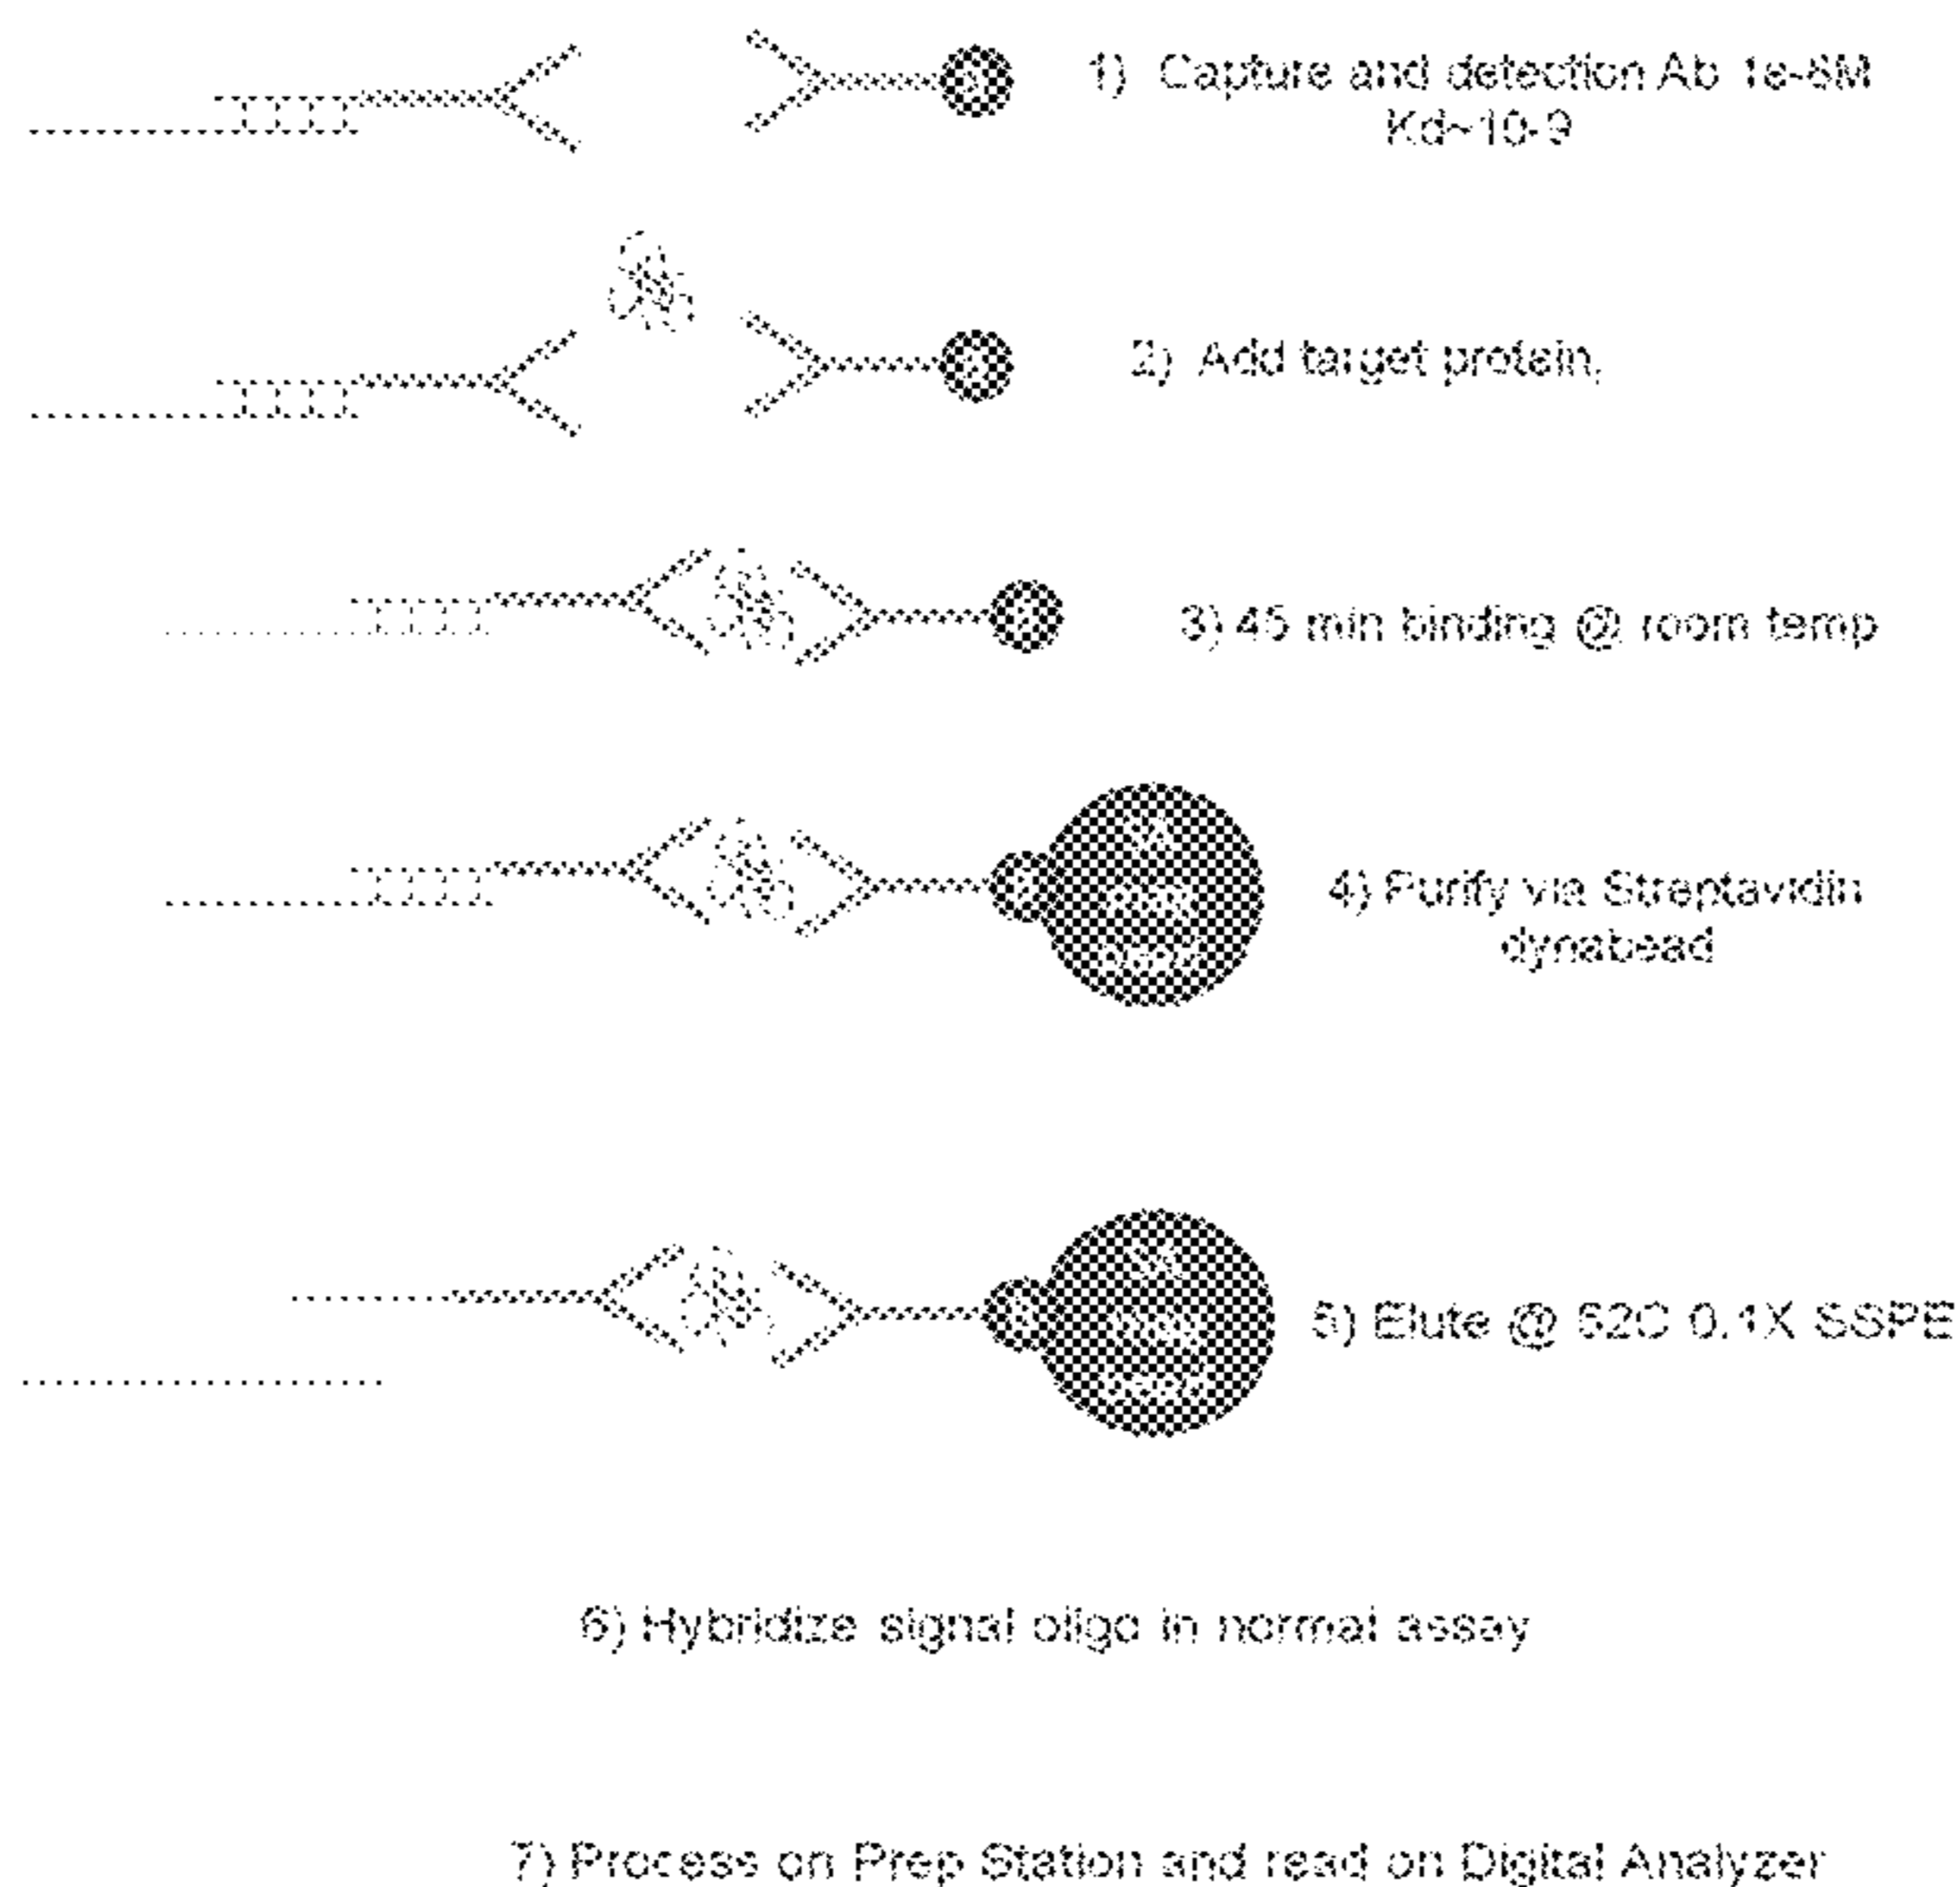 1) Capture and detection Ab 1e-8M
Kd~10-9
2) Add target protein,
3) 45 min binding @ room temp
4) Purify via Streptavidin
dynabead
5) Elute @ 52C 0.1X SSPE
6) Hybridize signal oligo in normal assay
7) Process on Prep Station and read on Digital Analyzer